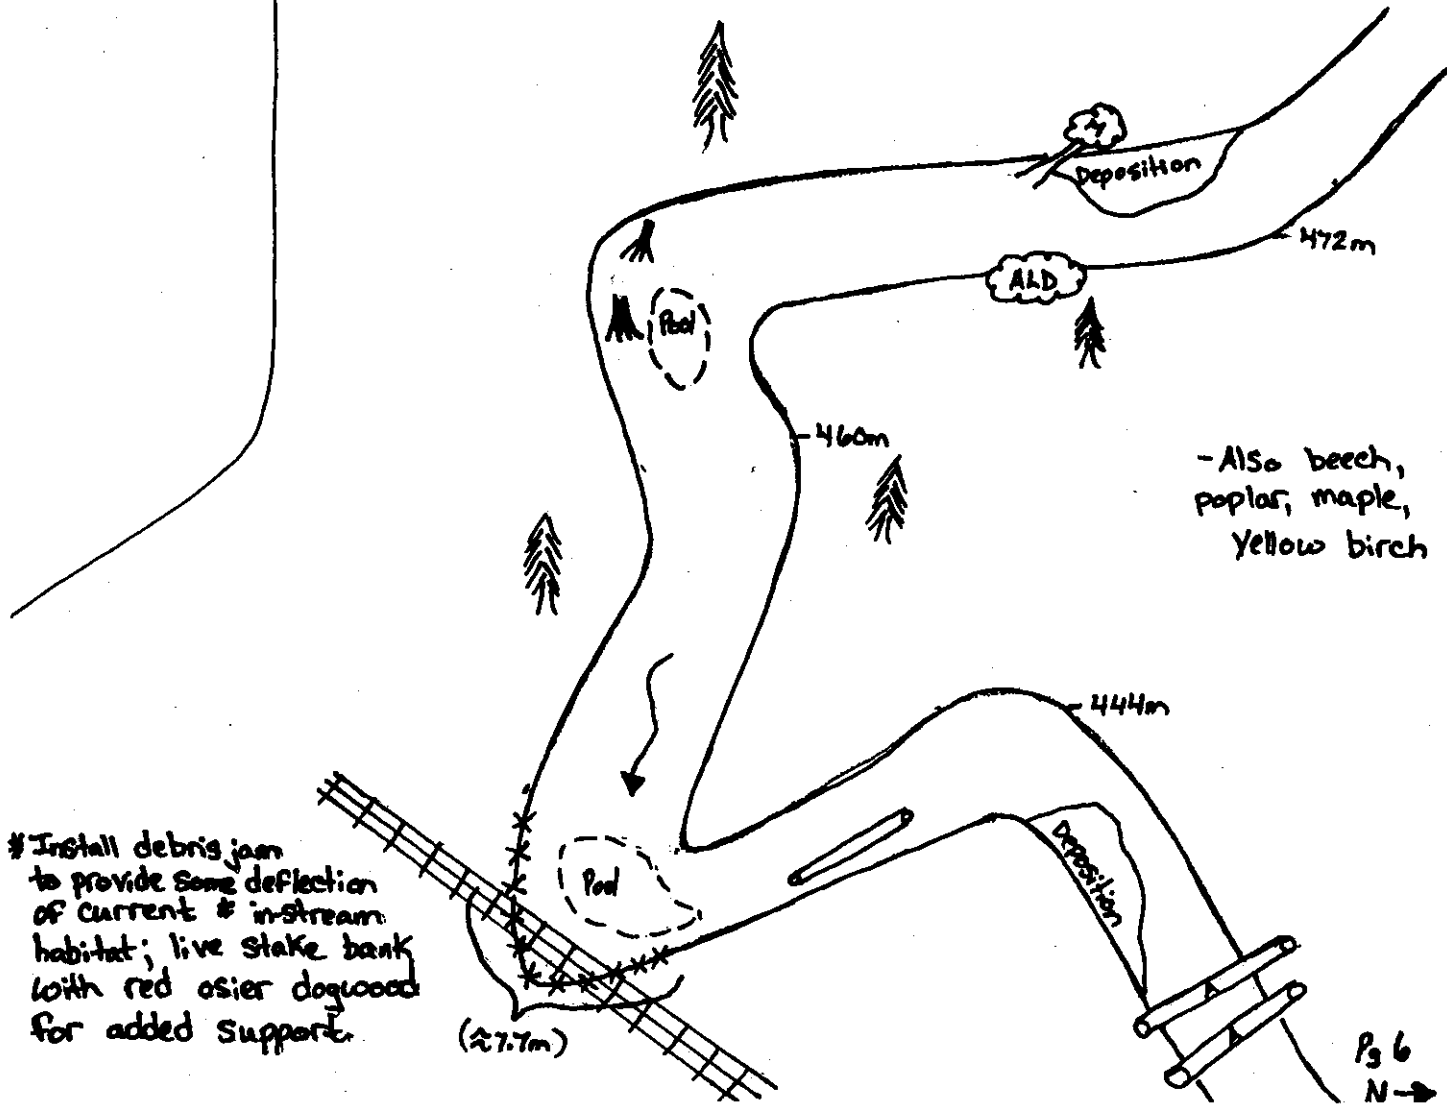 M
Deposition
472m
ALD
Pool
460m
-Also beech,
poplar, maple,
Yellow birch
444m
Deposition
Pool
* Install debris jam
to provide some deflection
of current * in-stream
habitat; live stake bank
with red osier dogwood
for added support.
(≈7.7m)
Pg 6
N→